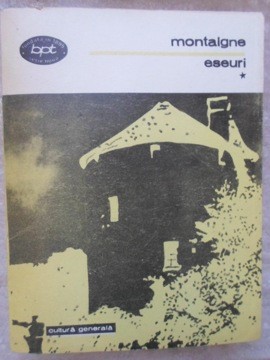 bpt
montaigne
eseuri
*
cultură generală